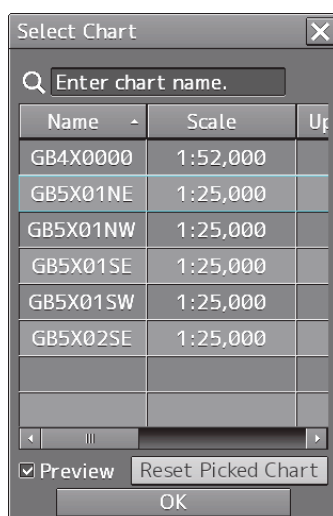 Select Chart
Enter chart name.
Name Scale Up
GB4X0000 1:52,000
GB5X01NE 1:25,000
GB5X01NW 1:25,000
GB5X01SE 1:25,000
GB5X01SW 1:25,000
GB5X02SE 1:25,000
Preview Reset Picked Chart
OK